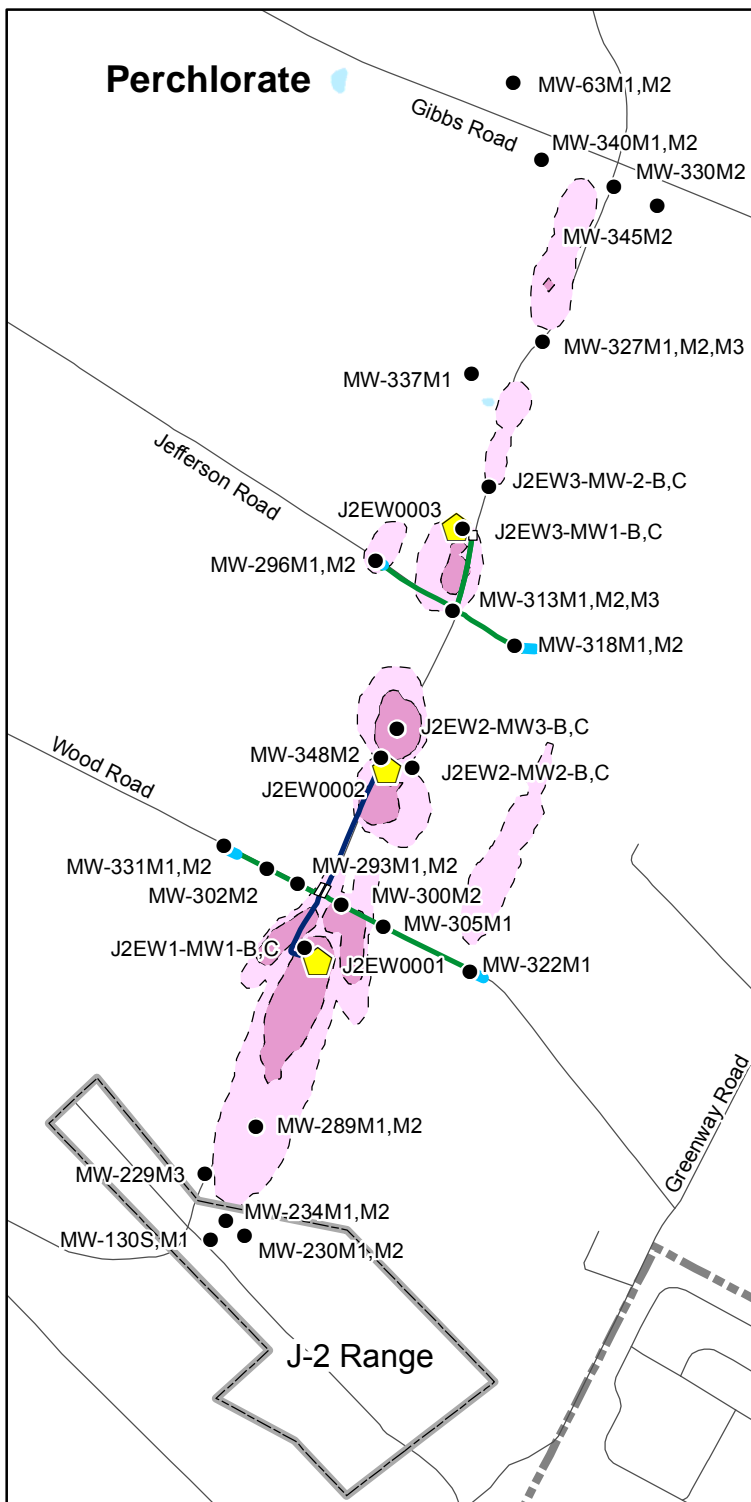 Perchlorate
MW-63M1,M2
Gibbs Road
MW-340M1,M2
MW-330M2
MW-345M2
MW-327M1,M2,M3
MW-337M1
Jefferson Road
J2EW3-MW-2-B,C
J2EW0003
J2EW3-MW1-B,C
MW-296M1,M2
MW-313M1,M2,M3
MW-318M1,M2
J2EW2-MW3-B,C
Wood Road
MW-348M2
J2EW2-MW2-B,C
J2EW0002
MW-331M1,M2
MW-293M1,M2
MW-302M2
MW-300M2
MW-305M1
J2EW1-MW1-B,C
J2EW0001
MW-322M1
Greenway Road
MW-289M1,M2
MW-229M3
MW-234M1,M2
MW-130S,M1
MW-230M1,M2
J-2 Range